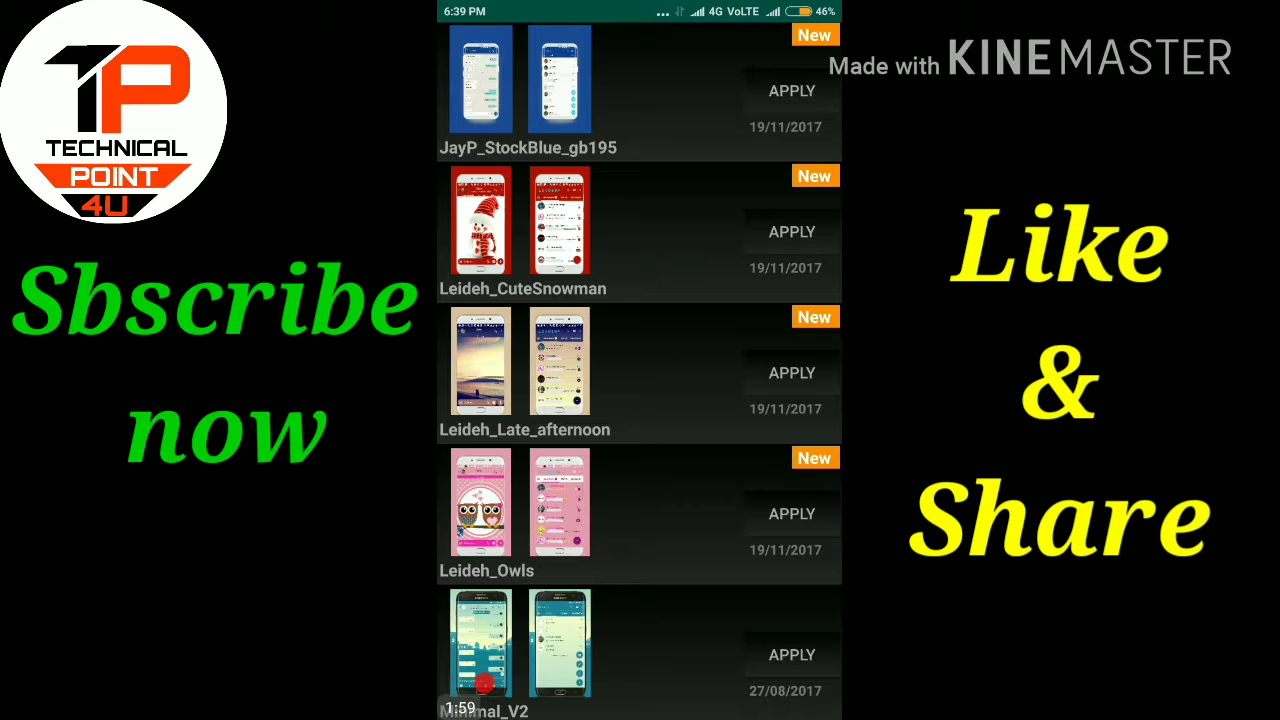 6:39 PM
... 4G VoLTE 46%
TECHNICAL
POINT
4U
Sbscribe
now
New
APPLY
19/11/2017
JayP_StockBlue_gb195
New
APPLY
19/11/2017
Leideh_CuteSnowman
New
APPLY
19/11/2017
Leideh_Late_afternoon
New
APPLY
19/11/2017
Leideh_Owls
APPLY
27/08/2017
Minimal_V2
1:59
Made with KINEMASTER
Like
&
Share